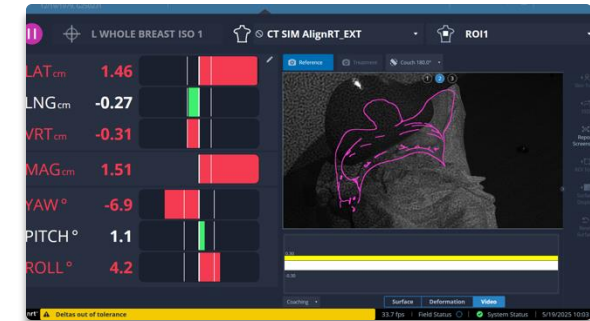 L WHOLE BREAST ISO 1
CT SIM AlignRT_EXT
ROI1
LAT cm 1.46
LNG cm -0.27
VRT cm -0.31
MAG cm 1.51
YAW ° -6.9
PITCH ° 1.1
ROLL ° 4.2
Reference
Treatment
Couch 180.0°
1 2 3
Coaching
Surface
Deformation
Video
Deltas out of tolerance
33.7 fps
Field Status
System Status
5/19/2025 10:03